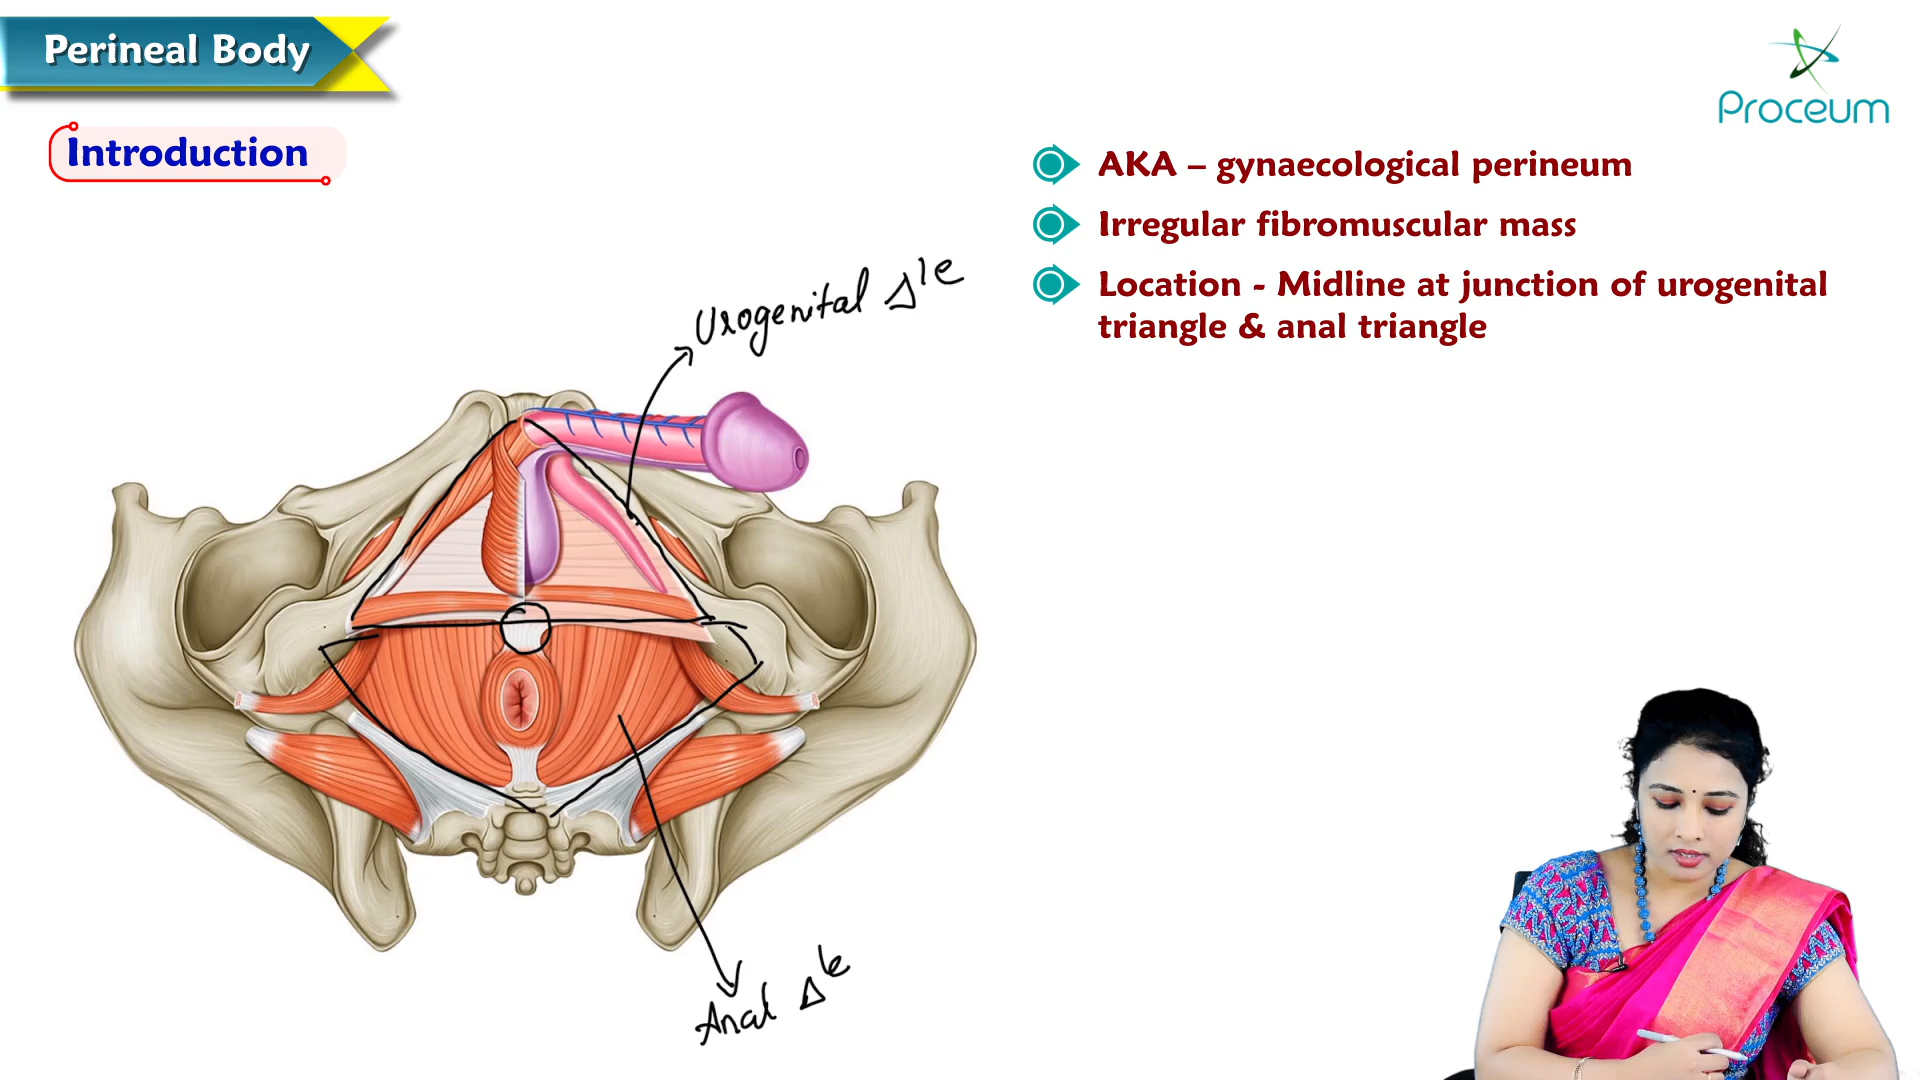 Perineal Body
Proceum
Introduction
AKA – gynaecological perineum
Irregular fibromuscular mass
Location - Midline at junction of urogenital
triangle & anal triangle
Urogenital Δle
Anal Δle